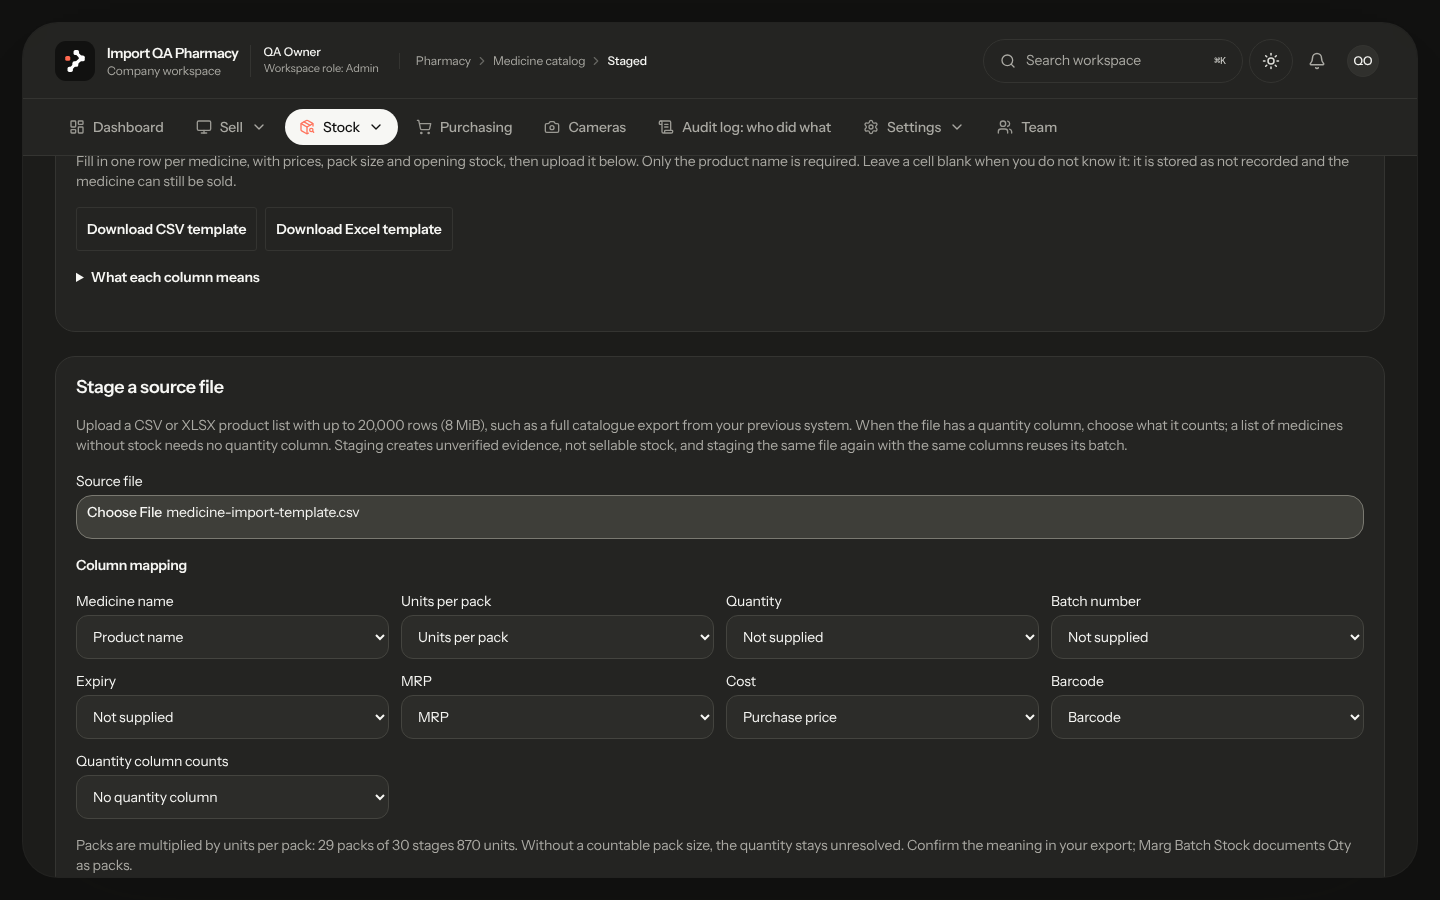 Import QA Pharmacy
Company workspace
QA Owner
Workspace role: Admin
Pharmacy
Medicine catalog
Staged
Search workspace
⌘K
QO
Dashboard
Sell
Stock
Purchasing
Cameras
Audit log: who did what
Settings
Team
Fill in one row per medicine, with prices, pack size and opening stock, then upload it below. Only the product name is required. Leave a cell blank when you do not know it: it is stored as not recorded and the
medicine can still be sold.
Download CSV template
Download Excel template
What each column means
Stage a source file
Upload a CSV or XLSX product list with up to 20,000 rows (8 MiB), such as a full catalogue export from your previous system. When the file has a quantity column, choose what it counts; a list of medicines
without stock needs no quantity column. Staging creates unverified evidence, not sellable stock, and staging the same file again with the same columns reuses its batch.
Source file
Choose File medicine-import-template.csv
Column mapping
Medicine name
Units per pack
Quantity
Batch number
Product name
Units per pack
Not supplied
Not supplied
Expiry
MRP
Cost
Barcode
Not supplied
MRP
Purchase price
Barcode
Quantity column counts
No quantity column
Packs are multiplied by units per pack: 29 packs of 30 stages 870 units. Without a countable pack size, the quantity stays unresolved. Confirm the meaning in your export; Marg Batch Stock documents Qty
as packs.